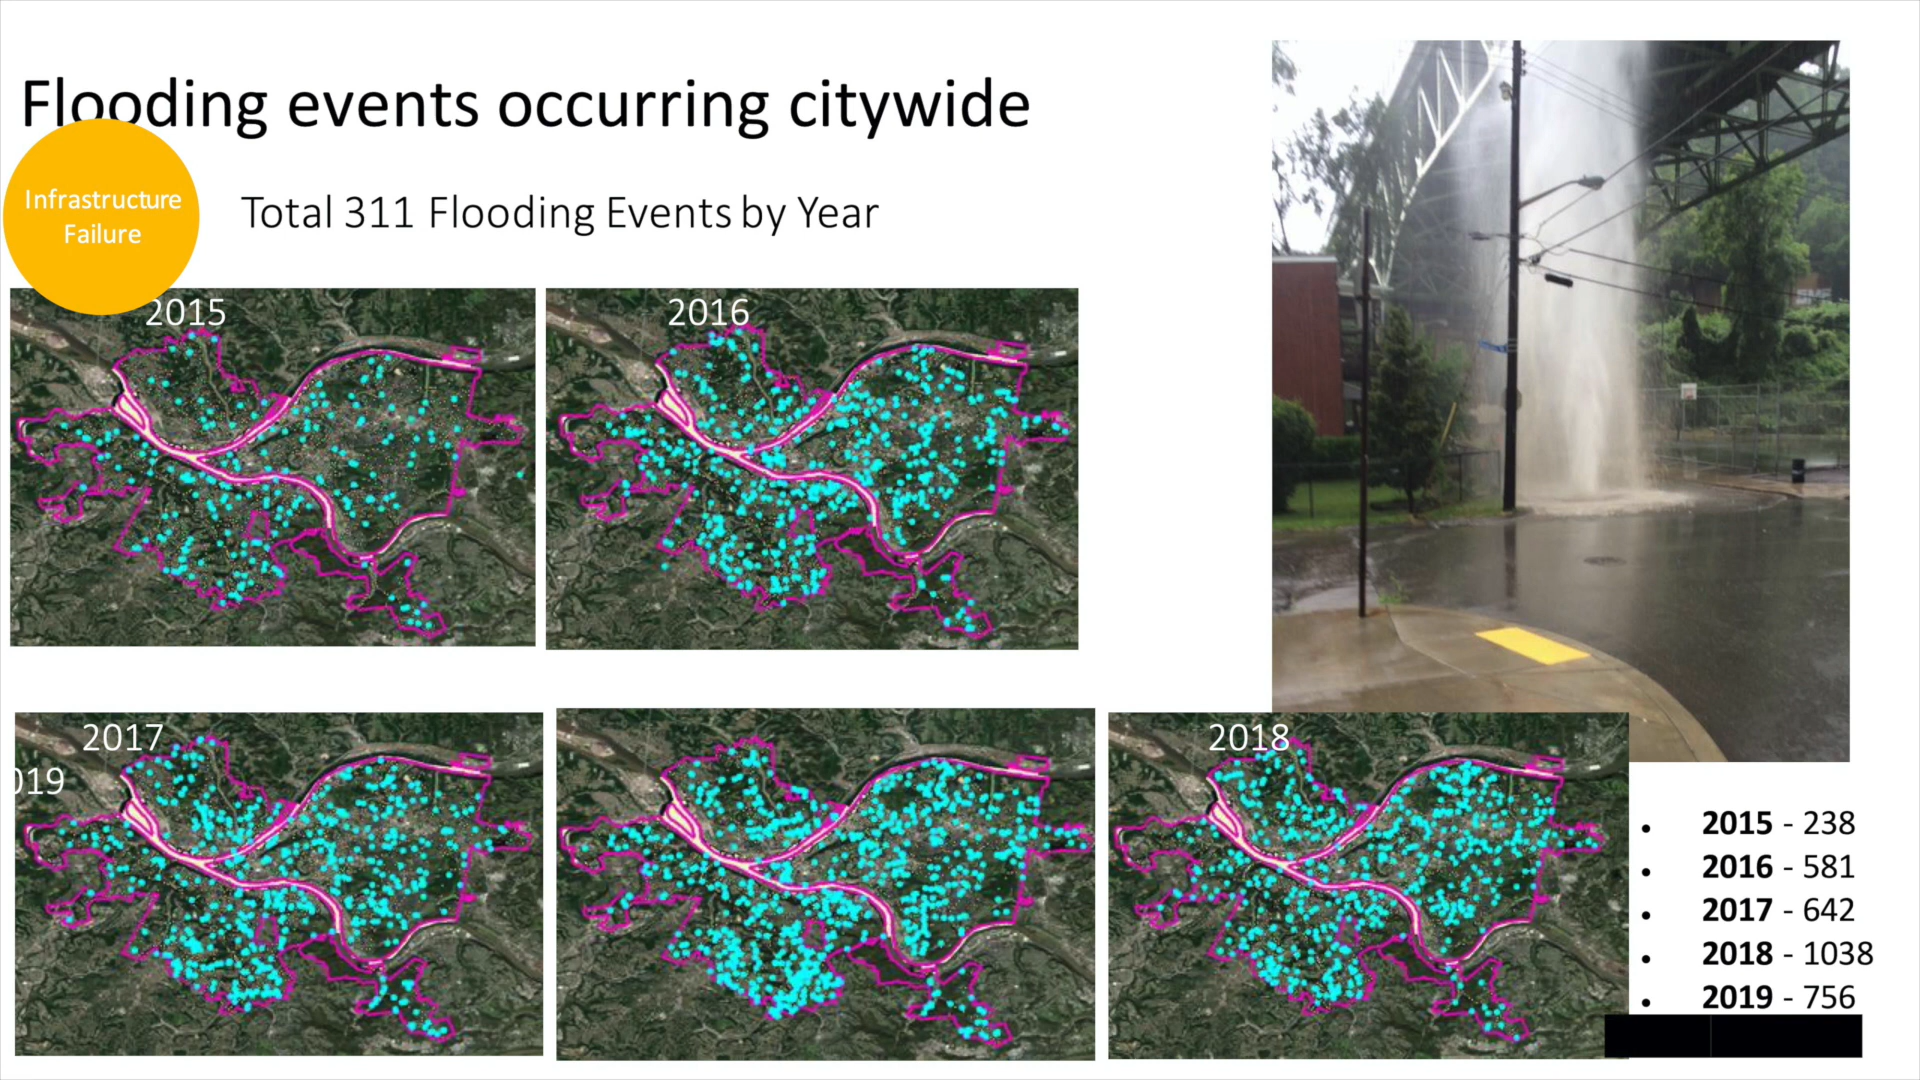 Flooding events occurring citywide
Infrastructure
Failure
Total 311 Flooding Events by Year
2015
2016
2017
019
2018
• 2015 - 238
• 2016 - 581
• 2017 - 642
• 2018 - 1038
• 2019 - 756